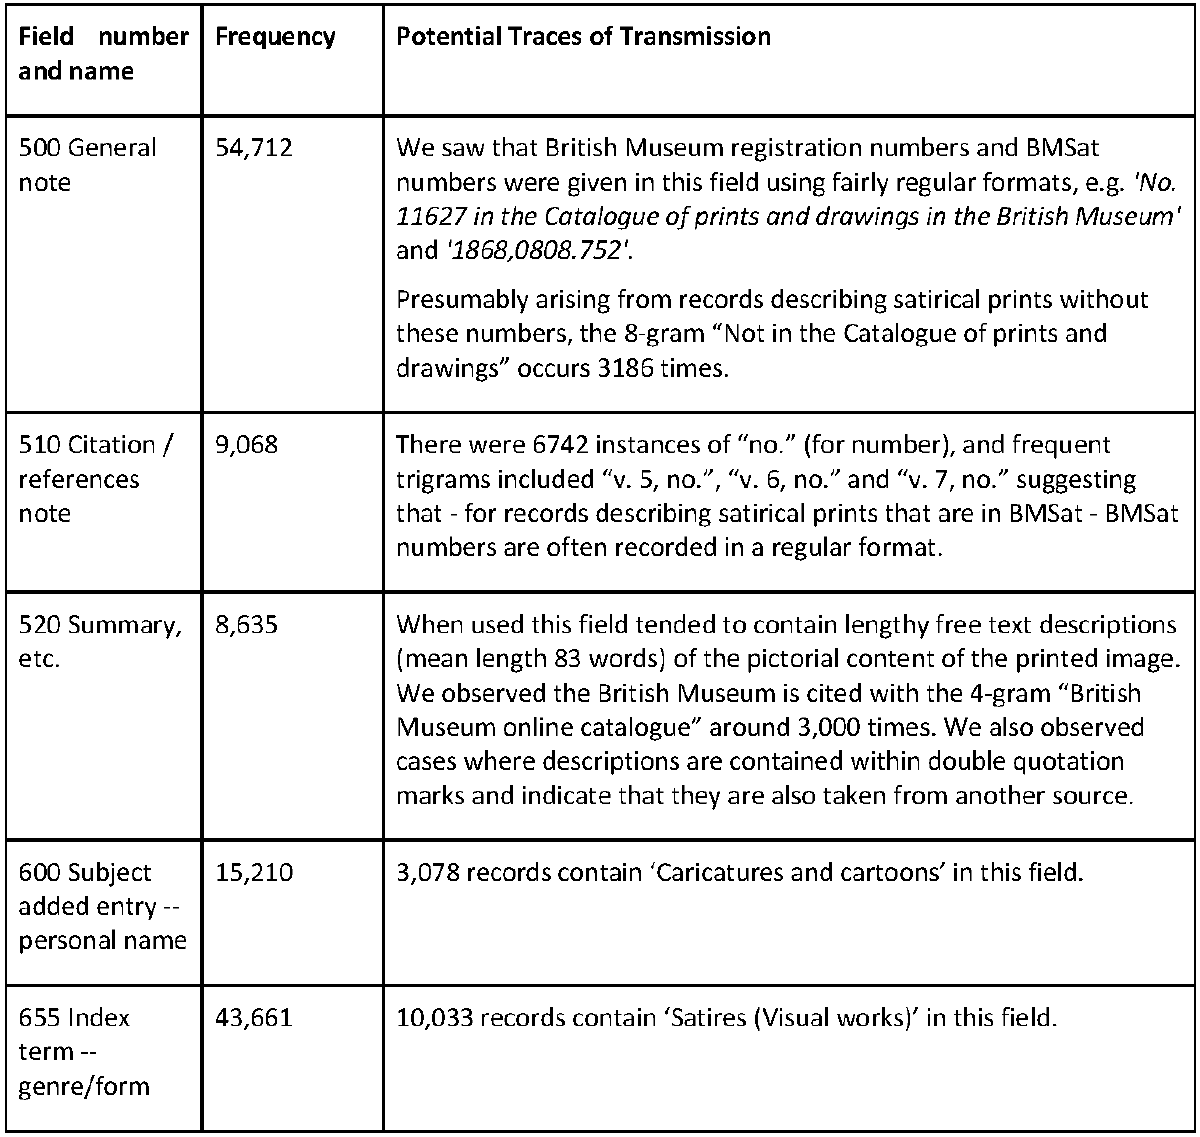 Field number and name
Frequency
Potential Traces of Transmission
500 General
note
54,712
We saw that British Museum registration numbers and BMSat
numbers were given in this field using fairly regular formats, e.g. 'No.
11627 in the Catalogue of prints and drawings in the British Museum'
and '1868,0808.752'.
Presumably arising from records describing satirical prints without
these numbers, the 8-gram “Not in the Catalogue of prints and
drawings” occurs 3186 times.
510 Citation /
references
note
9,068
There were 6742 instances of “no.” (for number), and frequent
trigrams included “v. 5, no.”, “v. 6, no.” and “v. 7, no.” suggesting
that - for records describing satirical prints that are in BMSat - BMSat
numbers are often recorded in a regular format.
520 Summary,
etc.
8,635
When used this field tended to contain lengthy free text descriptions
(mean length 83 words) of the pictorial content of the printed image.
We observed the British Museum is cited with the 4-gram “British
Museum online catalogue” around 3,000 times. We also observed
cases where descriptions are contained within double quotation
marks and indicate that they are also taken from another source.
600 Subject
added entry --
personal name
15,210
3,078 records contain ‘Caricatures and cartoons’ in this field.
655 Index
term --
genre/form
43,661
10,033 records contain ‘Satires (Visual works)’ in this field.